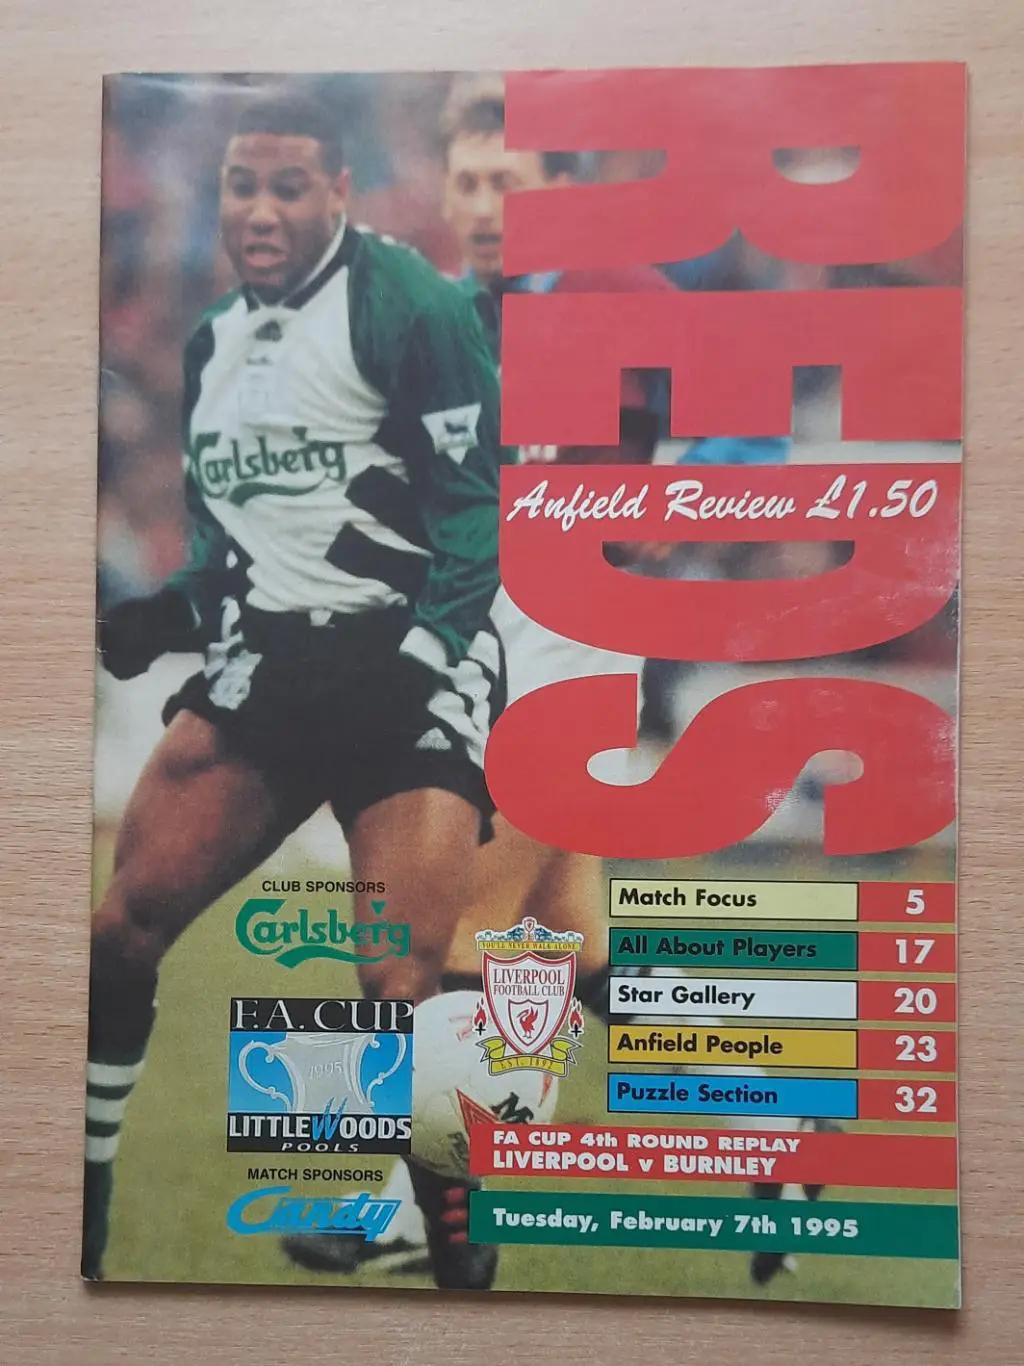 REDS
Anfield Review £1.50
Carlsberg
CLUB SPONSORS
Carlsberg
F.A. CUP
1995
LITTLEWOODS
POOLS
MATCH SPONSORS
Candy
YOU'LL NEVER WALK ALONE
LIVERPOOL
FOOTBALL CLUB
EST. 1892
Match Focus 5
All About Players 17
Star Gallery 20
Anfield People 23
Puzzle Section 32
FA CUP 4th ROUND REPLAY
LIVERPOOL v BURNLEY
Tuesday, February 7th 1995